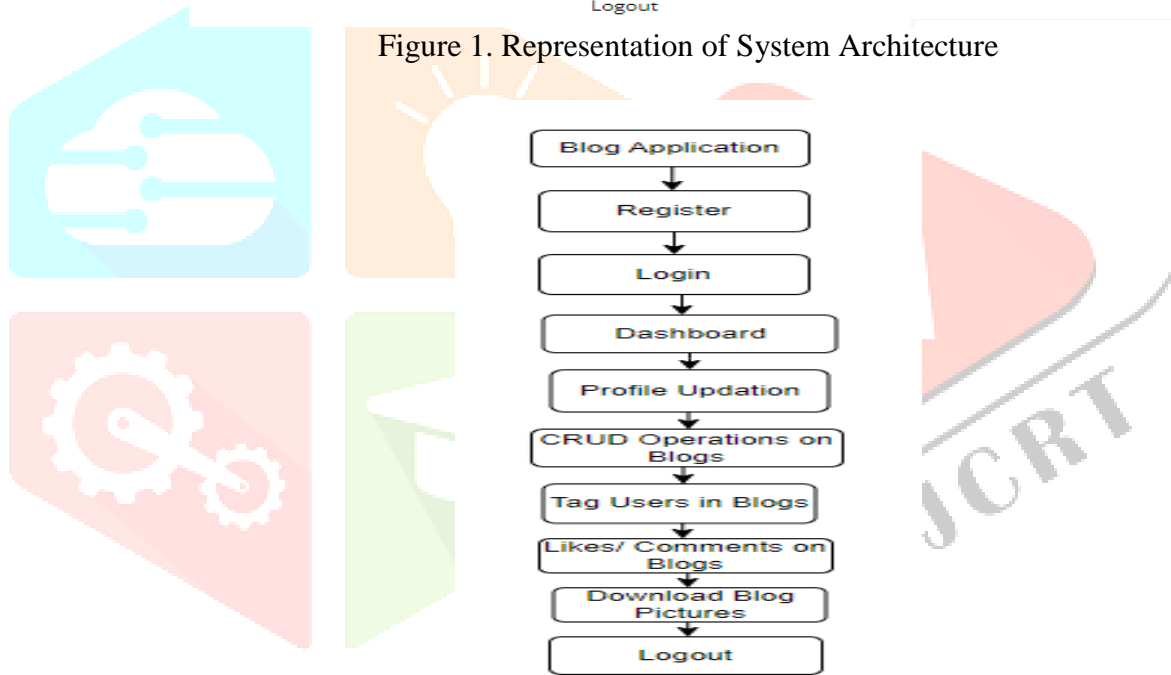 Logout
Figure 1. Representation of System Architecture
Blog Application
Register
Login
Dashboard
Profile Updation
CRUD Operations on
Blogs
Tag Users in Blogs
Likes/ Comments on
Blogs
Download Blog
Pictures
Logout
JCRT